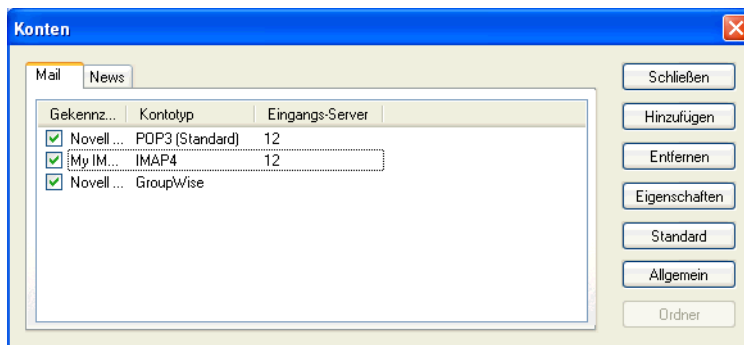 Konten
Mail
News
Gekennz... Kontotyp Eingangs-Server
Novell ... POP3 (Standard) 12
My IM... IMAP4 12
Novell ... GroupWise
Schließen
Hinzufügen
Entfernen
Eigenschaften
Standard
Allgemein
Ordner